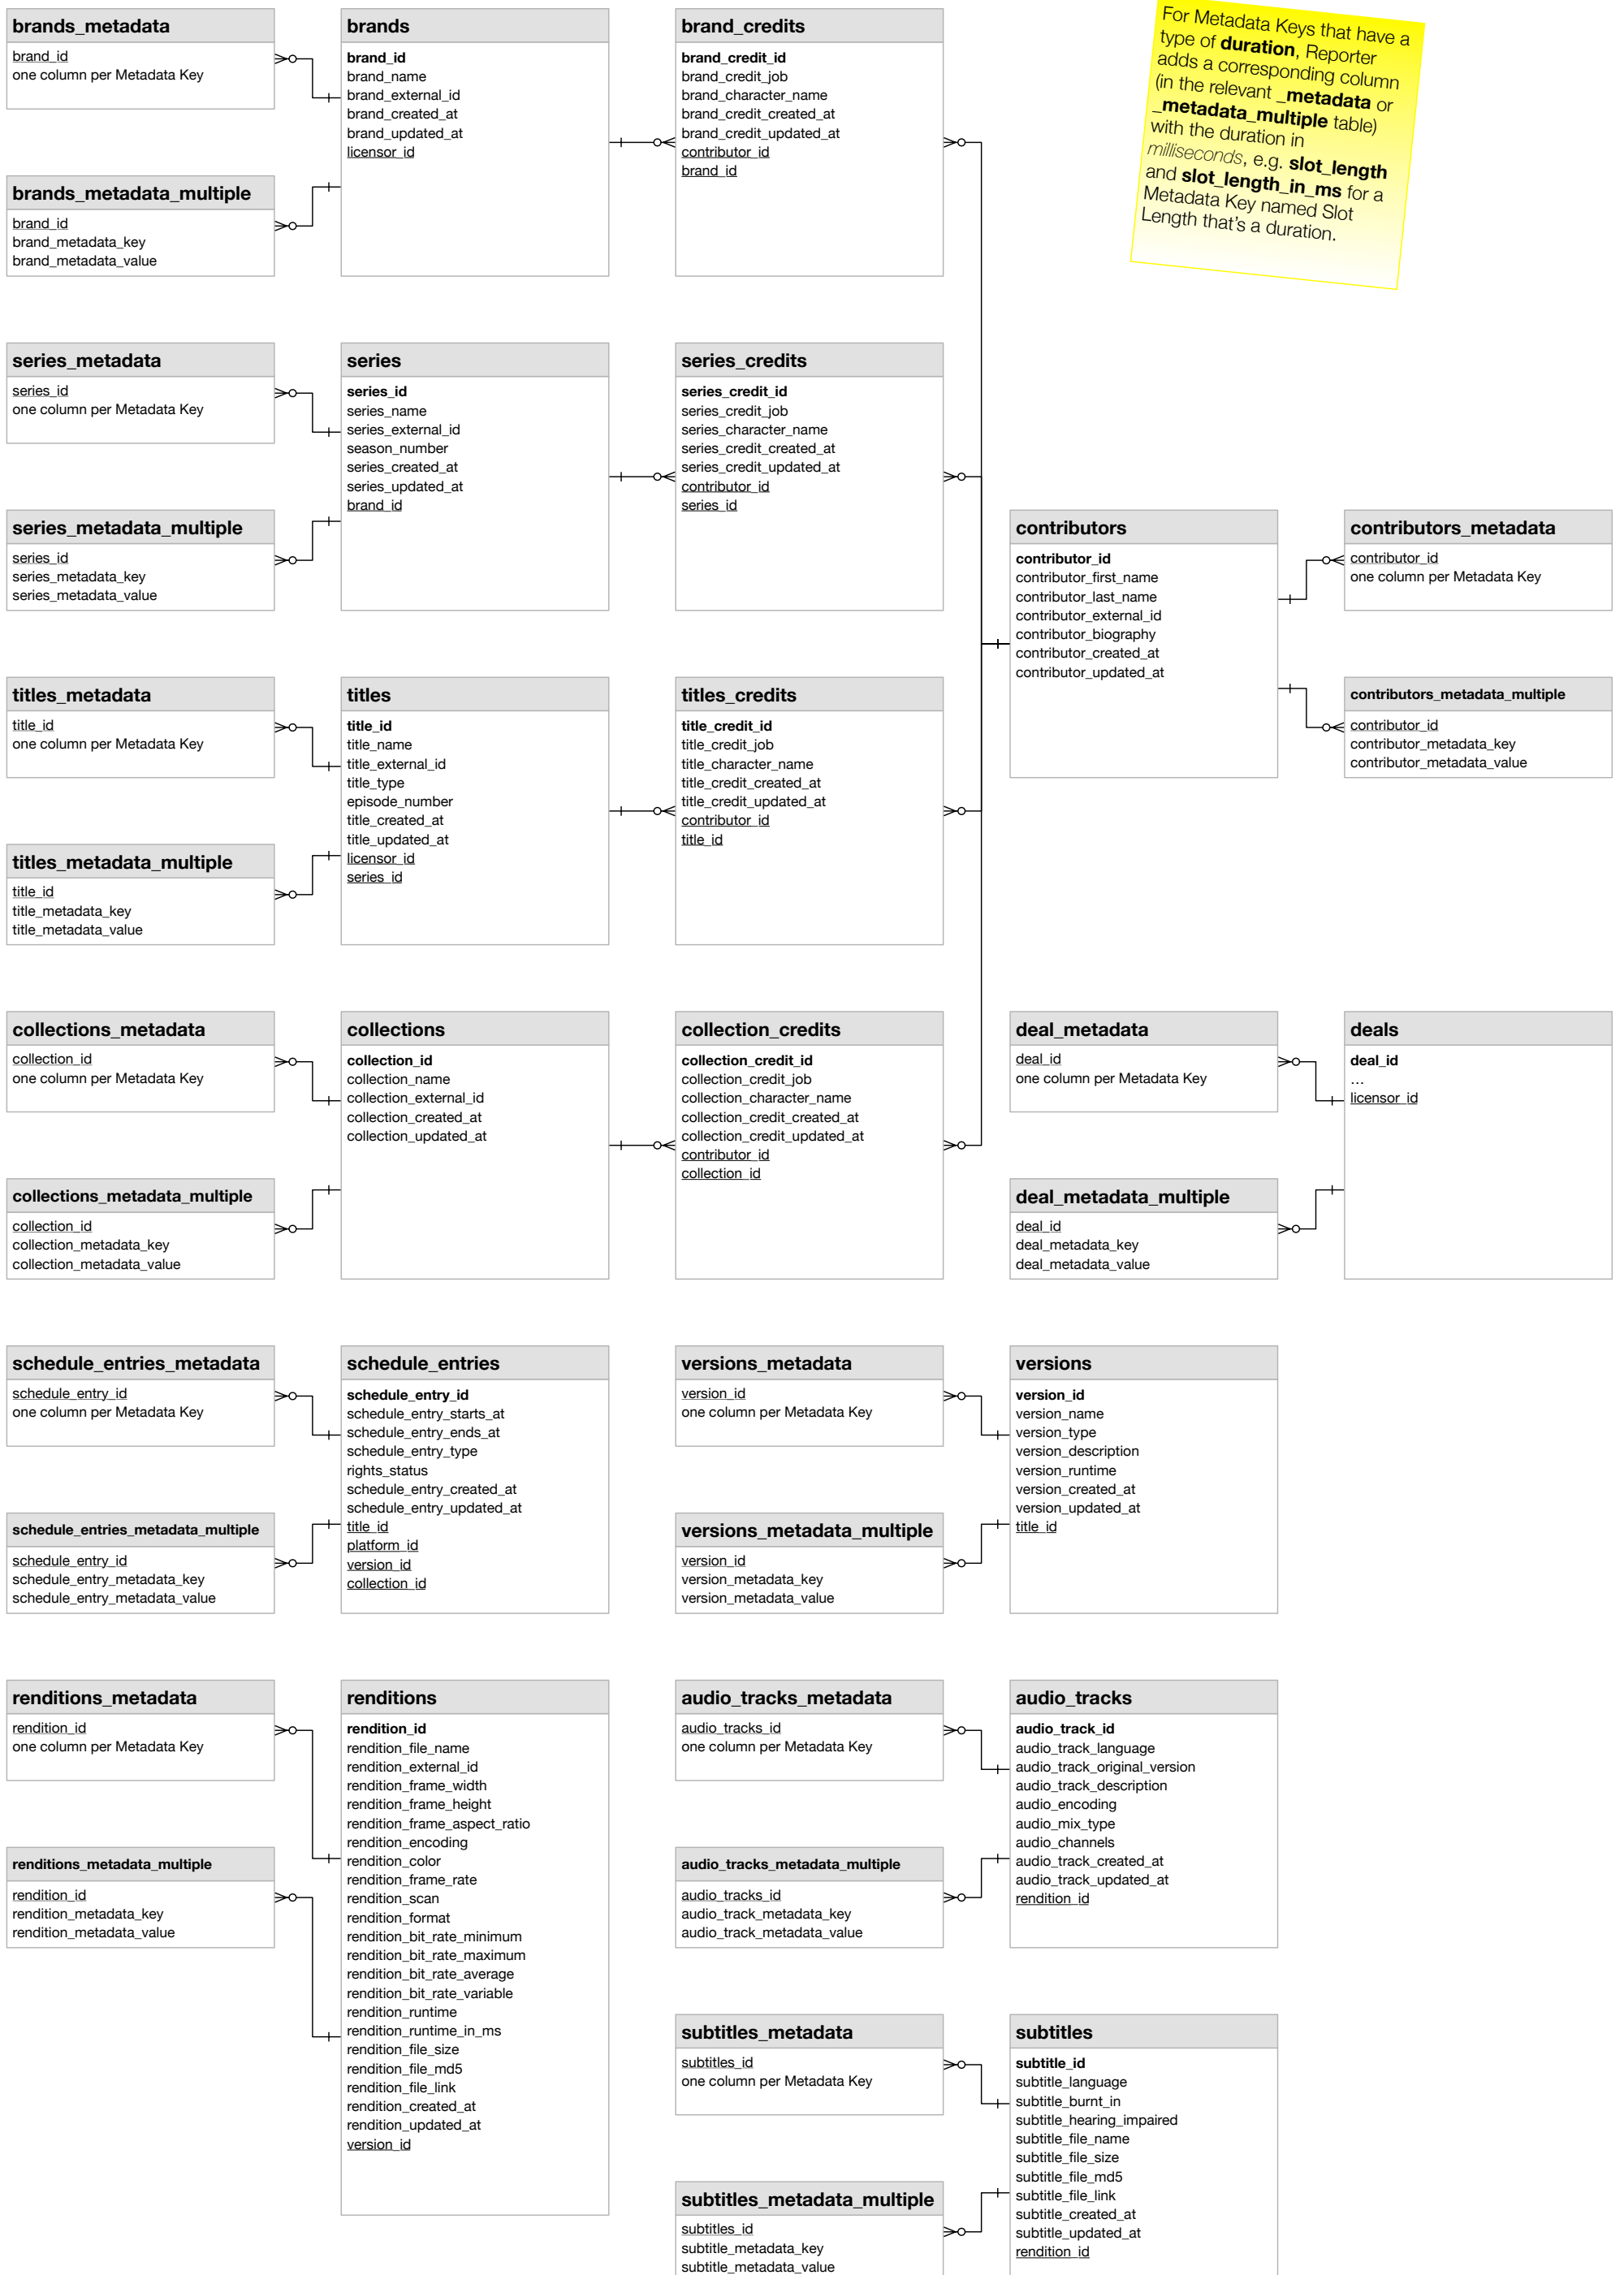 brands_metadata
brand_id
one column per Metadata Key
brands_metadata_multiple
brand_id
brand_metadata_key
brand_metadata_value
brands
brand_id
brand_name
brand_external_id
brand_created_at
brand_updated_at
licensor_id
brand_credits
brand_credit_id
brand_credit_job
brand_character_name
brand_credit_created_at
brand_credit_updated_at
contributor_id
brand_id
For Metadata Keys that have a
type of duration, Reporter
adds a corresponding column
(in the relevant _metadata or
_metadata_multiple table)
with the duration in
milliseconds, e.g. slot_length
and slot_length_in_ms for a
Metadata Key named Slot
Length that's a duration.
series_metadata
series_id
one column per Metadata Key
series_metadata_multiple
series_id
series_metadata_key
series_metadata_value
series
series_id
series_name
series_external_id
season_number
series_created_at
series_updated_at
brand_id
series_credits
series_credit_id
series_credit_job
series_character_name
series_credit_created_at
series_credit_updated_at
contributor_id
series_id
contributors
contributor_id
contributor_first_name
contributor_last_name
contributor_external_id
contributor_biography
contributor_created_at
contributor_updated_at
contributors_metadata
contributor_id
one column per Metadata Key
contributors_metadata_multiple
contributor_id
contributor_metadata_key
contributor_metadata_value
titles_metadata
title_id
one column per Metadata Key
titles_metadata_multiple
title_id
title_metadata_key
title_metadata_value
titles
title_id
title_name
title_external_id
title_type
episode_number
title_created_at
title_updated_at
licensor_id
series_id
titles_credits
title_credit_id
title_credit_job
title_character_name
title_credit_created_at
title_credit_updated_at
contributor_id
title_id
collections_metadata
collection_id
one column per Metadata Key
collections_metadata_multiple
collection_id
collection_metadata_key
collection_metadata_value
collections
collection_id
collection_name
collection_external_id
collection_created_at
collection_updated_at
collection_credits
collection_credit_id
collection_credit_job
collection_character_name
collection_credit_created_at
collection_credit_updated_at
contributor_id
collection_id
deal_metadata
deal_id
one column per Metadata Key
deal_metadata_multiple
deal_id
deal_metadata_key
deal_metadata_value
deals
deal_id
...
licensor_id
schedule_entries_metadata
schedule_entry_id
one column per Metadata Key
schedule_entries_metadata_multiple
schedule_entry_id
schedule_entry_metadata_key
schedule_entry_metadata_value
schedule_entries
schedule_entry_id
schedule_entry_starts_at
schedule_entry_ends_at
schedule_entry_type
rights_status
schedule_entry_created_at
schedule_entry_updated_at
title_id
platform_id
version_id
collection_id
versions_metadata
version_id
one column per Metadata Key
versions_metadata_multiple
version_id
version_metadata_key
version_metadata_value
versions
version_id
version_name
version_type
version_description
version_runtime
version_created_at
version_updated_at
title_id
renditions_metadata
rendition_id
one column per Metadata Key
renditions_metadata_multiple
rendition_id
rendition_metadata_key
rendition_metadata_value
renditions
rendition_id
rendition_file_name
rendition_external_id
rendition_frame_width
rendition_frame_height
rendition_frame_aspect_ratio
rendition_encoding
rendition_color
rendition_frame_rate
rendition_scan
rendition_format
rendition_bit_rate_minimum
rendition_bit_rate_maximum
rendition_bit_rate_average
rendition_bit_rate_variable
rendition_runtime
rendition_runtime_in_ms
rendition_file_size
rendition_file_md5
rendition_file_link
rendition_created_at
rendition_updated_at
version_id
audio_tracks_metadata
audio_tracks_id
one column per Metadata Key
audio_tracks_metadata_multiple
audio_tracks_id
audio_track_metadata_key
audio_track_metadata_value
audio_tracks
audio_track_id
audio_track_language
audio_track_original_version
audio_track_description
audio_encoding
audio_mix_type
audio_channels
audio_track_created_at
audio_track_updated_at
rendition_id
subtitles_metadata
subtitles_id
one column per Metadata Key
subtitles_metadata_multiple
subtitles_id
subtitle_metadata_key
subtitle_metadata_value
subtitles
subtitle_id
subtitle_language
subtitle_burnt_in
subtitle_hearing_impaired
subtitle_file_name
subtitle_file_size
subtitle_file_md5
subtitle_file_link
subtitle_created_at
subtitle_updated_at
rendition_id